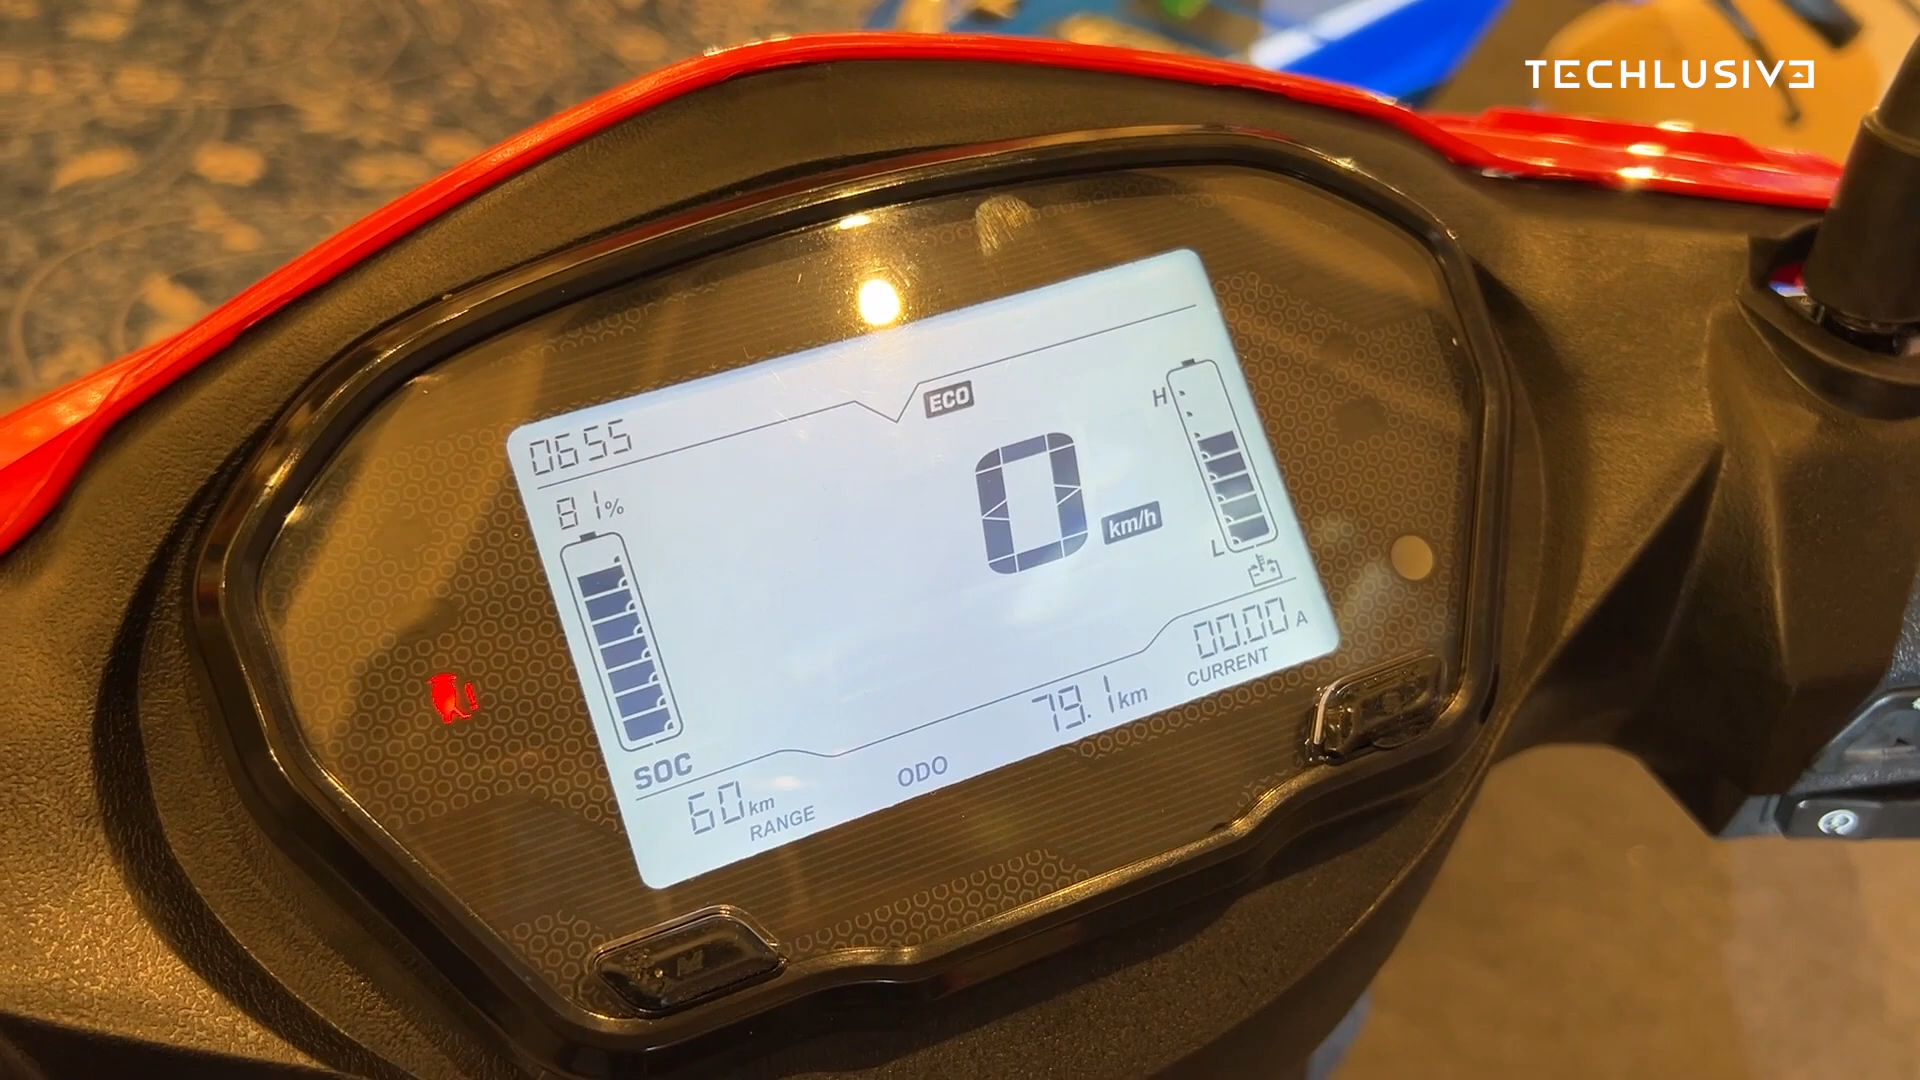 TECHLUSIVE
ECO
0655
81%
H
0 km/h
L
00.00 A
CURRENT
79.1 km
SOC
ODO
60 km
RANGE